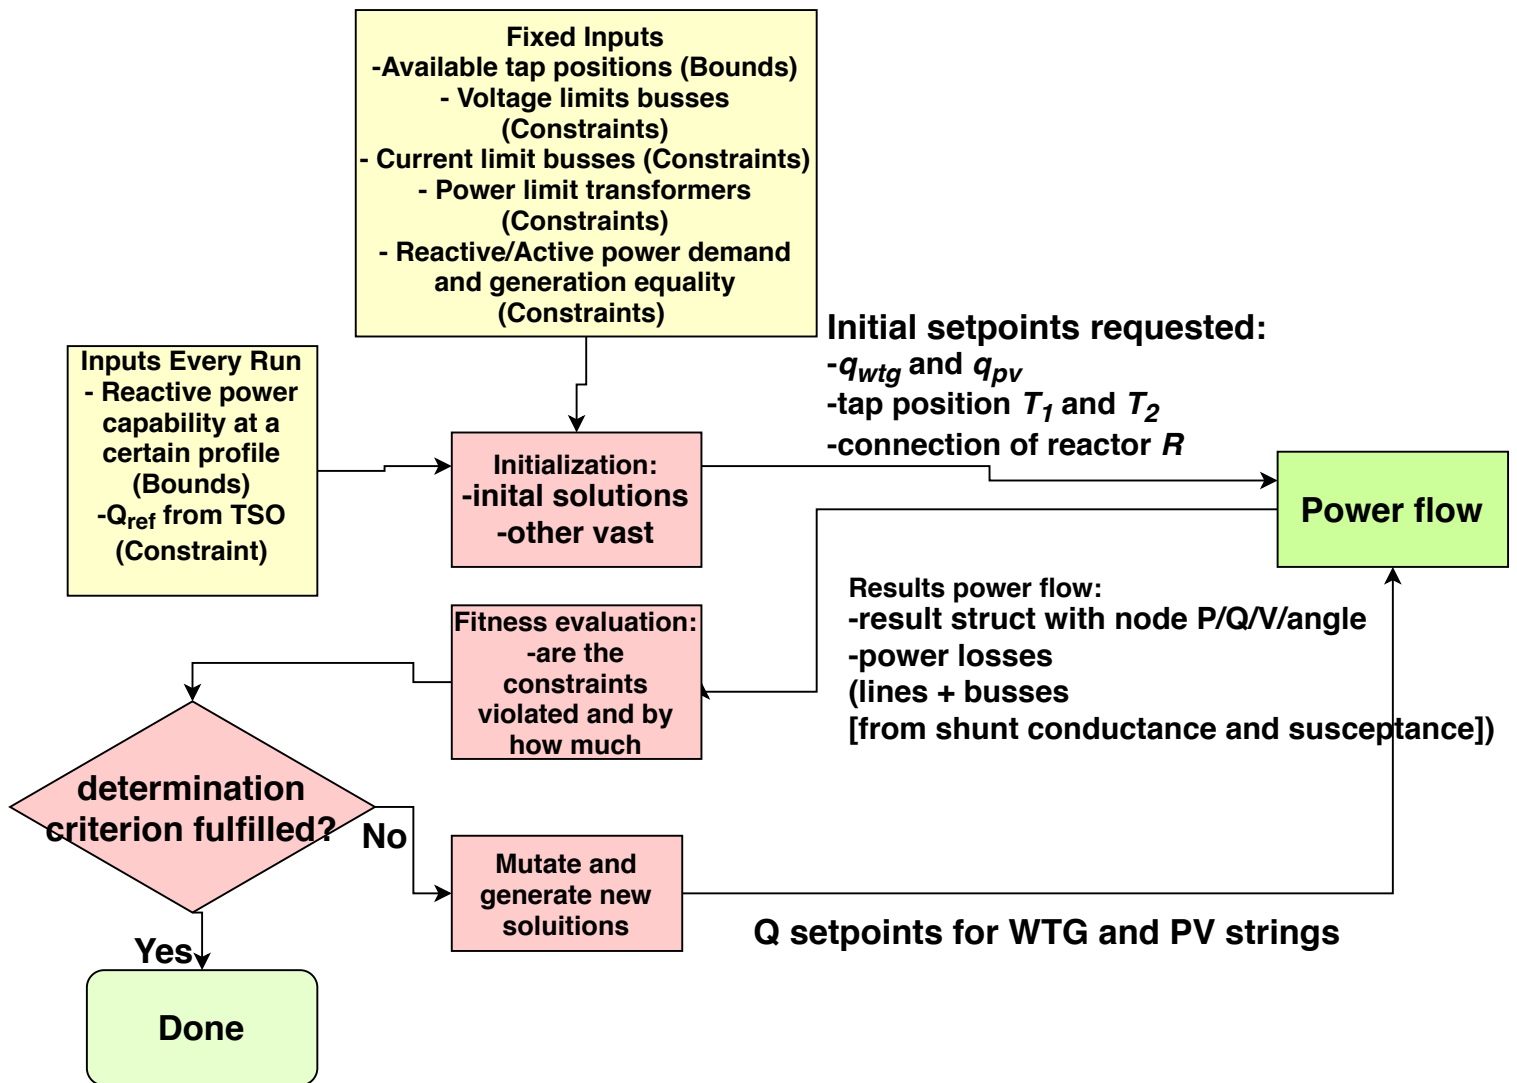 Fixed Inputs
-Available tap positions (Bounds)
- Voltage limits busses
(Constraints)
- Current limit busses (Constraints)
- Power limit transformers
(Constraints)
- Reactive/Active power demand
and generation equality
(Constraints)
Inputs Every Run
- Reactive power
capability at a
certain profile
(Bounds)
-Qref from TSO
(Constraint)
Initial setpoints requested:
-qwtg and qpv
-tap position T1 and T2
-connection of reactor R
Initialization:
-inital solutions
-other vast
Power flow
Results power flow:
-result struct with node P/Q/V/angle
-power losses
(lines + busses
[from shunt conductance and susceptance])
Fitness evaluation:
-are the
constraints
violated and by
how much
determination
criterion fulfilled?
No
Mutate and
generate new
soluitions
Q setpoints for WTG and PV strings
Yes
Done